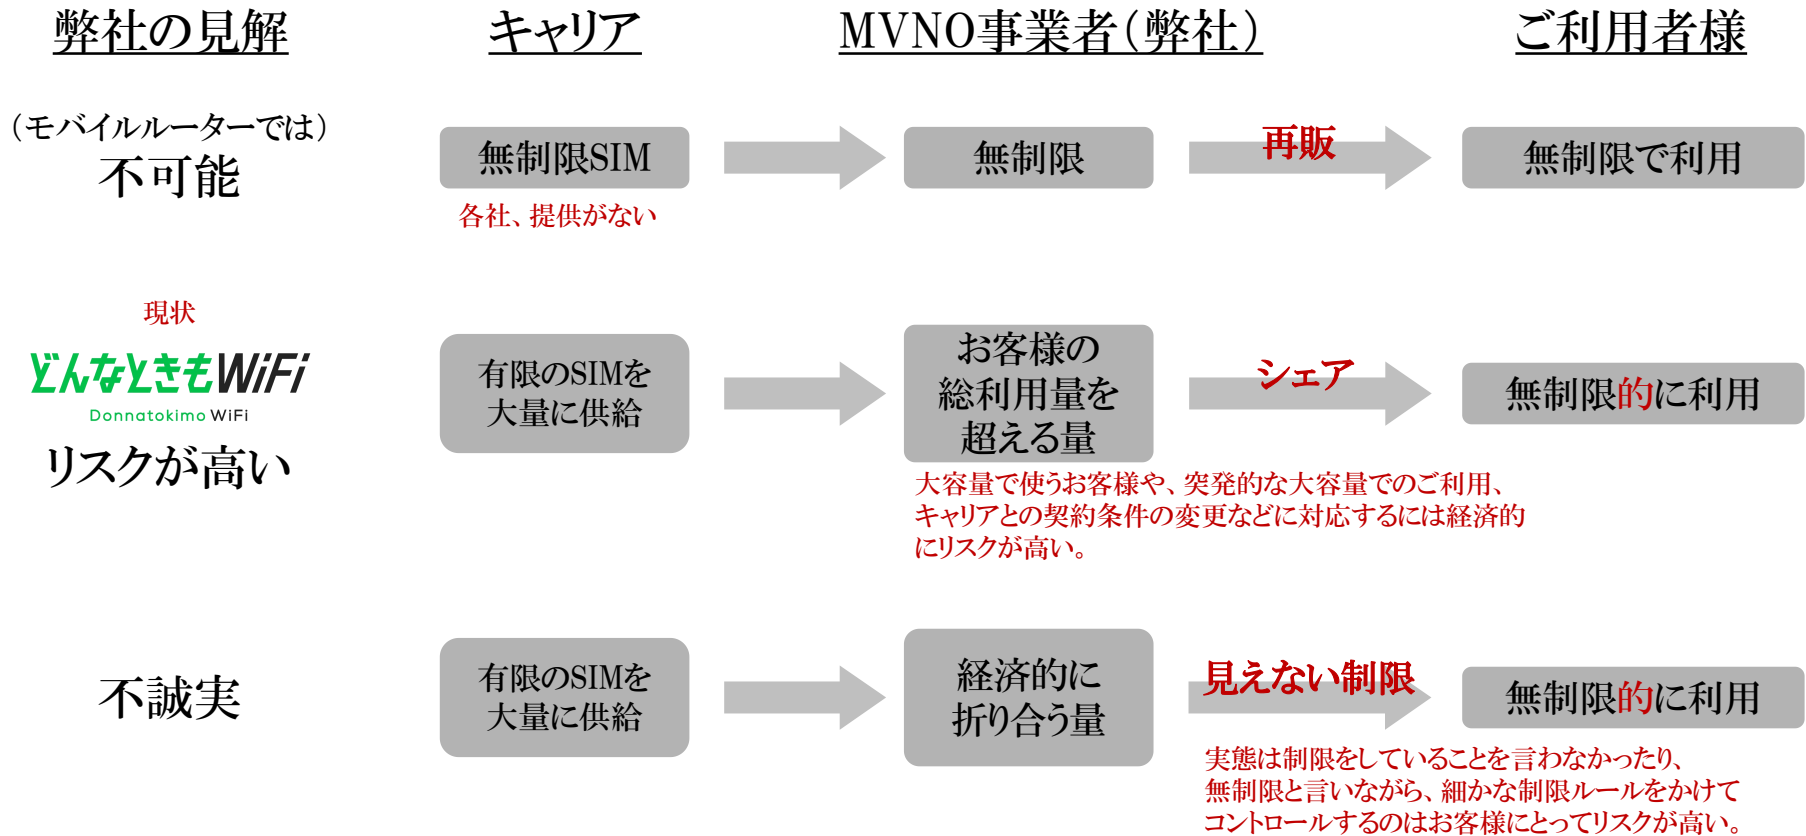 弊社の見解
キャリア
MVNO事業者（弊社）
ご利用者様
（モバイルルーターでは）
不可能
無制限SIM
各社、提供がない
無制限
再販
無制限で利用
現状
どんなときもWiFi
Donnatokimo WiFi
リスクが高い
有限のSIMを
大量に供給
お客様の
総利用量を
超える量
シェア
無制限的に利用
大容量で使うお客様や、突発的な大容量でのご利用、
キャリアとの契約条件の変更などに対応するには経済的
にリスクが高い。
不誠実
有限のSIMを
大量に供給
経済的に
折り合う量
見えない制限
無制限的に利用
実態は制限をしていることを言わなかったり、
無制限と言いながら、細かな制限ルールをかけて
コントロールするのはお客様にとってリスクが高い。